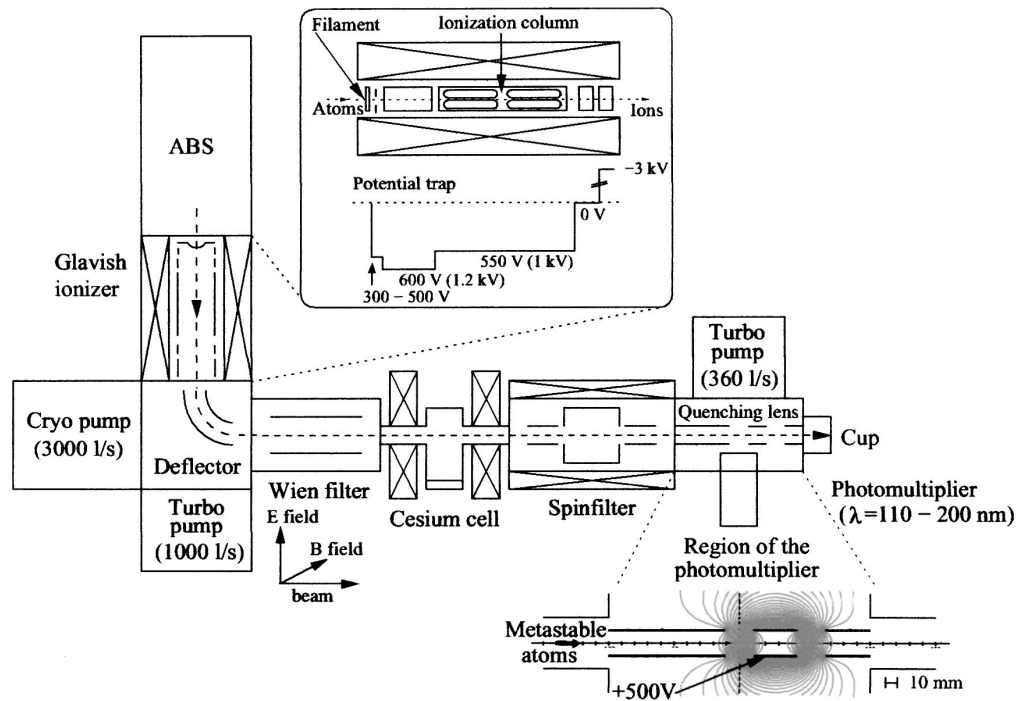 Filament
Ionization column
Atoms
Ions
Potential trap
−3 kV
0 V
550 V (1 kV)
600 V (1.2 kV)
300 − 500 V
ABS
Glavish
ionizer
Cryo pump
(3000 l/s)
Deflector
Turbo
pump
(1000 l/s)
Wien filter
E field
B field
beam
Cesium cell
Spinfilter
Turbo
pump
(360 l/s)
Quenching lens
Cup
Photomultiplier
(λ=110 − 200 nm)
Region of the
photomultiplier
Metastable
atoms
+500V
10 mm